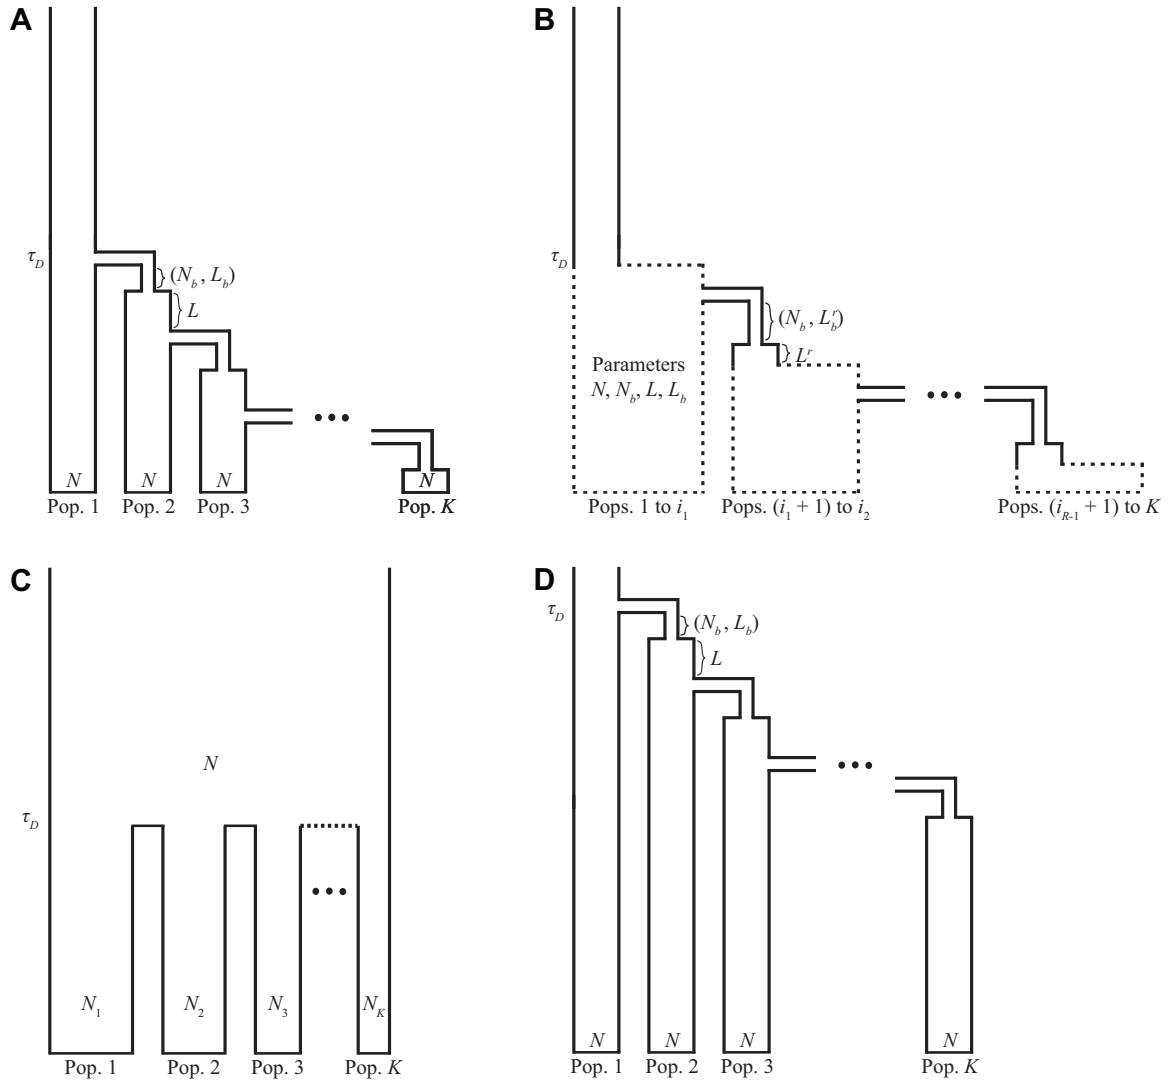 A
τ_D
(N_b, L_b)
L
N N N N
Pop. 1 Pop. 2 Pop. 3 Pop. K
B
τ_D
(N_b, L_b^r)
L^r
Parameters
N, N_b, L, L_b
Pops. 1 to i_1 Pops. (i_1 + 1) to i_2 Pops. (i_{R-1} + 1) to K
C
N
τ_D
N_1 N_2 N_3 N_K
Pop. 1 Pop. 2 Pop. 3 Pop. K
D
τ_D
(N_b, L_b)
L
N N N N
Pop. 1 Pop. 2 Pop. 3 Pop. K